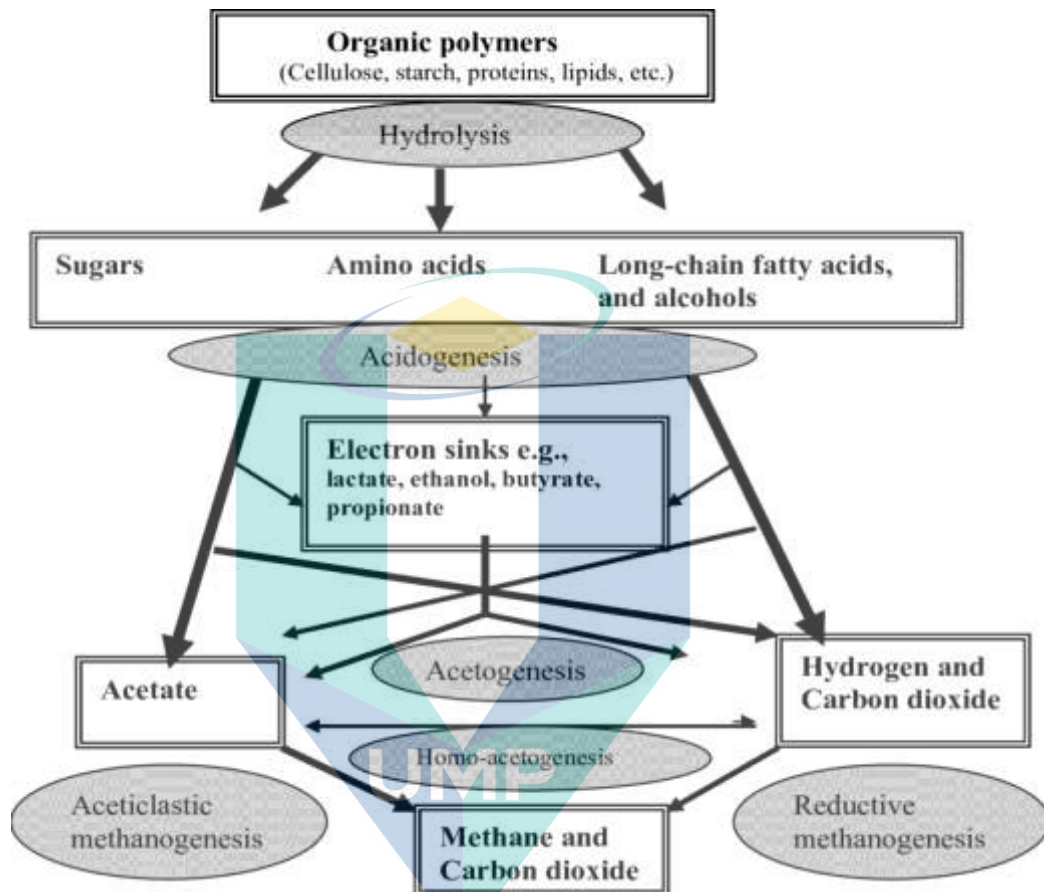 Organic polymers
(Cellulose, starch, proteins, lipids, etc.)
Hydrolysis
Sugars
Amino acids
Long-chain fatty acids,
and alcohols
Acidogenesis
Electron sinks e.g.,
lactate, ethanol, butyrate,
propionate
Acetogenesis
Acetate
Hydrogen and
Carbon dioxide
Homo-acetogenesis
UMP
Aceticlastic
methanogenesis
Reductive
methanogenesis
Methane and
Carbon dioxide